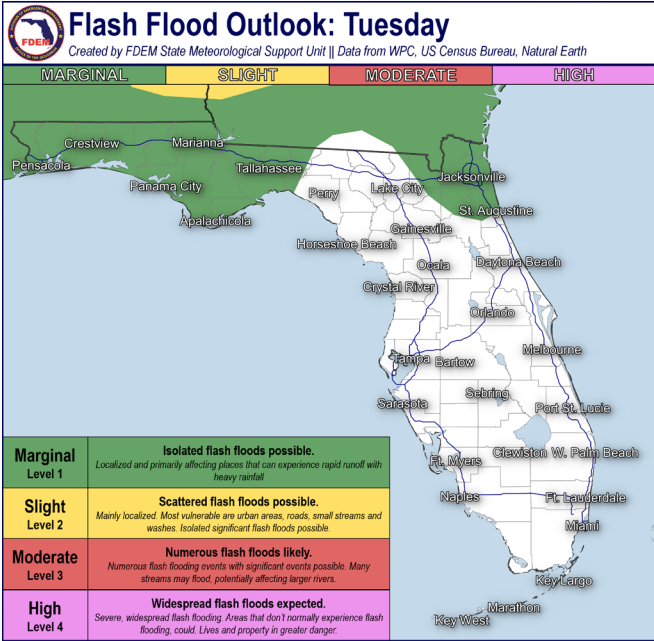 Flash Flood Outlook: Tuesday
Created by FDEM State Meteorological Support Unit || Data from WPC, US Census Bureau, Natural Earth
FDEM
MARGINAL SLIGHT MODERATE HIGH
Crestview
Marianna
Pensacola
Tallahassee
Jacksonville
Panama City
Perry
Lake City
Apalachicola
St. Augustine
Gainesville
Horseshoe Beach
Ocala
Daytona Beach
Crystal River
Orlando
Melbourne
Tampa
Bartow
Sebring
Sarasota
Port St. Lucie
Clewiston
W. Palm Beach
Ft. Myers
Naples
Ft. Lauderdale
Miami
Key Largo
Marathon
Key West
Marginal
Level 1
Isolated flash floods possible.
Localized and primarily affecting places that can experience rapid runoff with
heavy rainfall
Slight
Level 2
Scattered flash floods possible.
Mainly localized. Most vulnerable are urban areas, roads, small streams and
washes. Isolated significant flash floods possible.
Moderate
Level 3
Numerous flash floods likely.
Numerous flash flooding events with significant events possible. Many
streams may flood, potentially affecting larger rivers.
High
Level 4
Widespread flash floods expected.
Severe, widespread flash flooding. Areas that don't normally experience flash
flooding, could. Lives and property in greater danger.